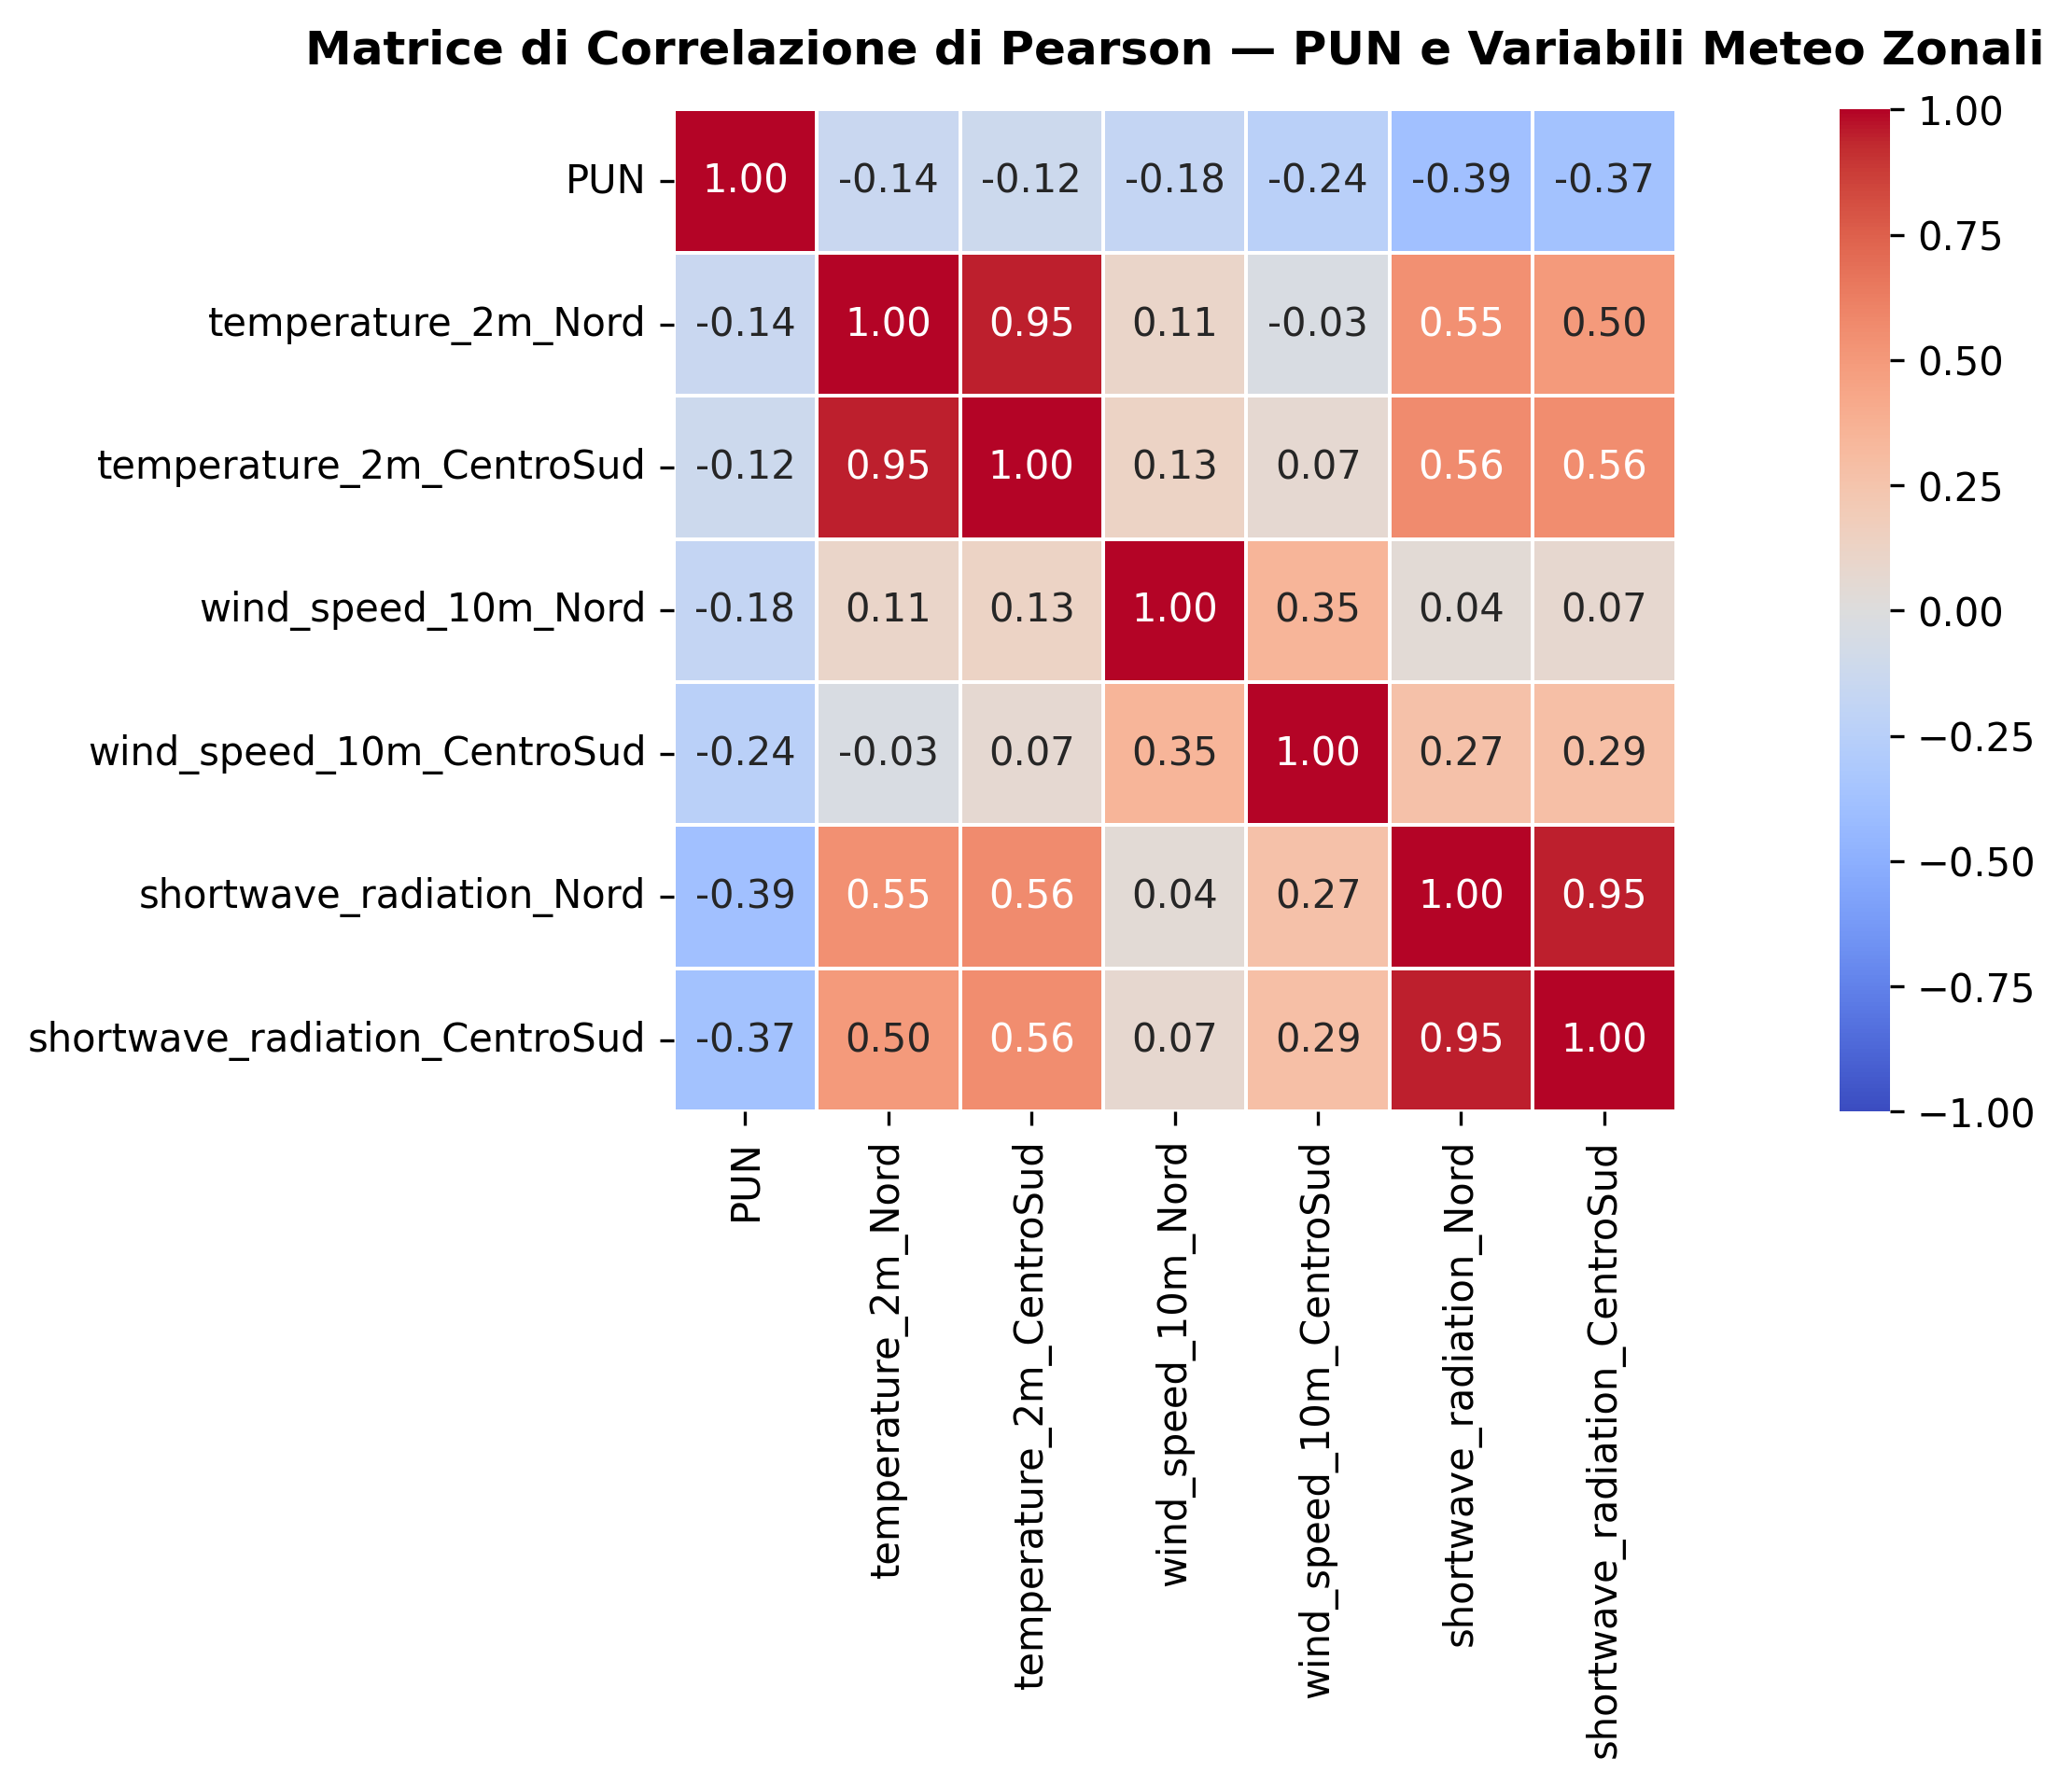 Matrice di Correlazione di Pearson — PUN e Variabili Meteo Zonali
PUN 1.00 -0.14 -0.12 -0.18 -0.24 -0.39 -0.37
temperature_2m_Nord -0.14 1.00 0.95 0.11 -0.03 0.55 0.50
temperature_2m_CentroSud -0.12 0.95 1.00 0.13 0.07 0.56 0.56
wind_speed_10m_Nord -0.18 0.11 0.13 1.00 0.35 0.04 0.07
wind_speed_10m_CentroSud -0.24 -0.03 0.07 0.35 1.00 0.27 0.29
shortwave_radiation_Nord -0.39 0.55 0.56 0.04 0.27 1.00 0.95
shortwave_radiation_CentroSud -0.37 0.50 0.56 0.07 0.29 0.95 1.00
PUN
temperature_2m_Nord
temperature_2m_CentroSud
wind_speed_10m_Nord
wind_speed_10m_CentroSud
shortwave_radiation_Nord
shortwave_radiation_CentroSud
1.00
0.75
0.50
0.25
0.00
−0.25
−0.50
−0.75
−1.00